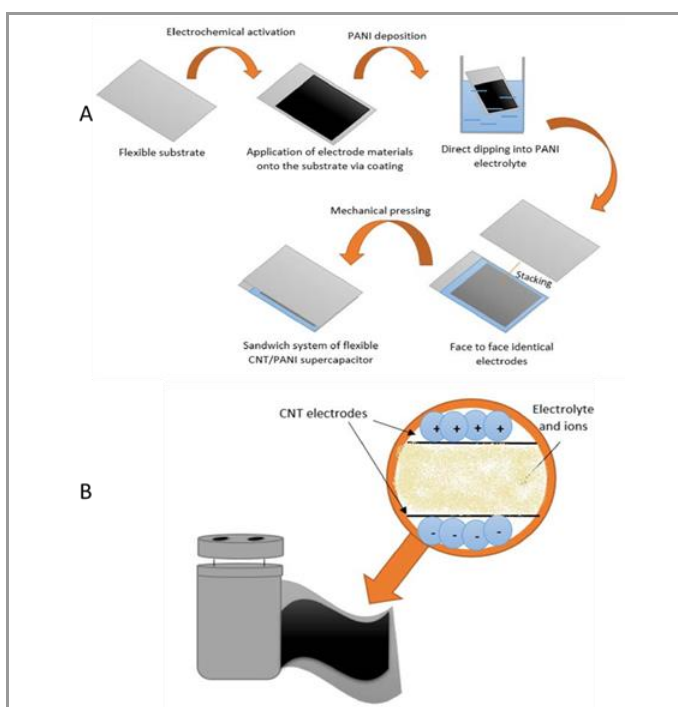 Electrochemical activation
PANI deposition
A
Flexible substrate
Application of electrode materials
onto the substrate via coating
Direct dipping into PANI
electrolyte
Mechanical pressing
Stacking
Sandwich system of flexible
CNT/PANI supercapacitor
Face to face identical
electrodes
CNT electrodes
Electrolyte
and ions
+ + + +
B
- - - -